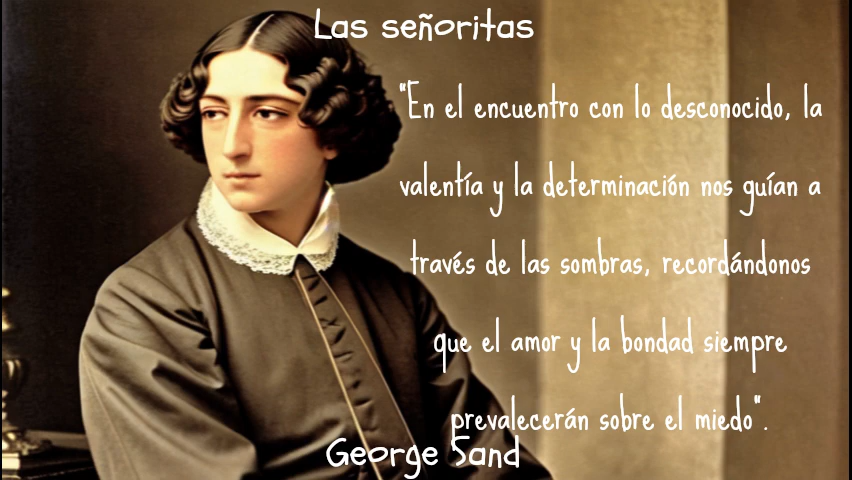 Las señoritas
"En el encuentro con lo desconocido, la
valentía y la determinación nos guían a
través de las sombras, recordándonos
que el amor y la bondad siempre
prevalecerán sobre el miedo".
George Sand